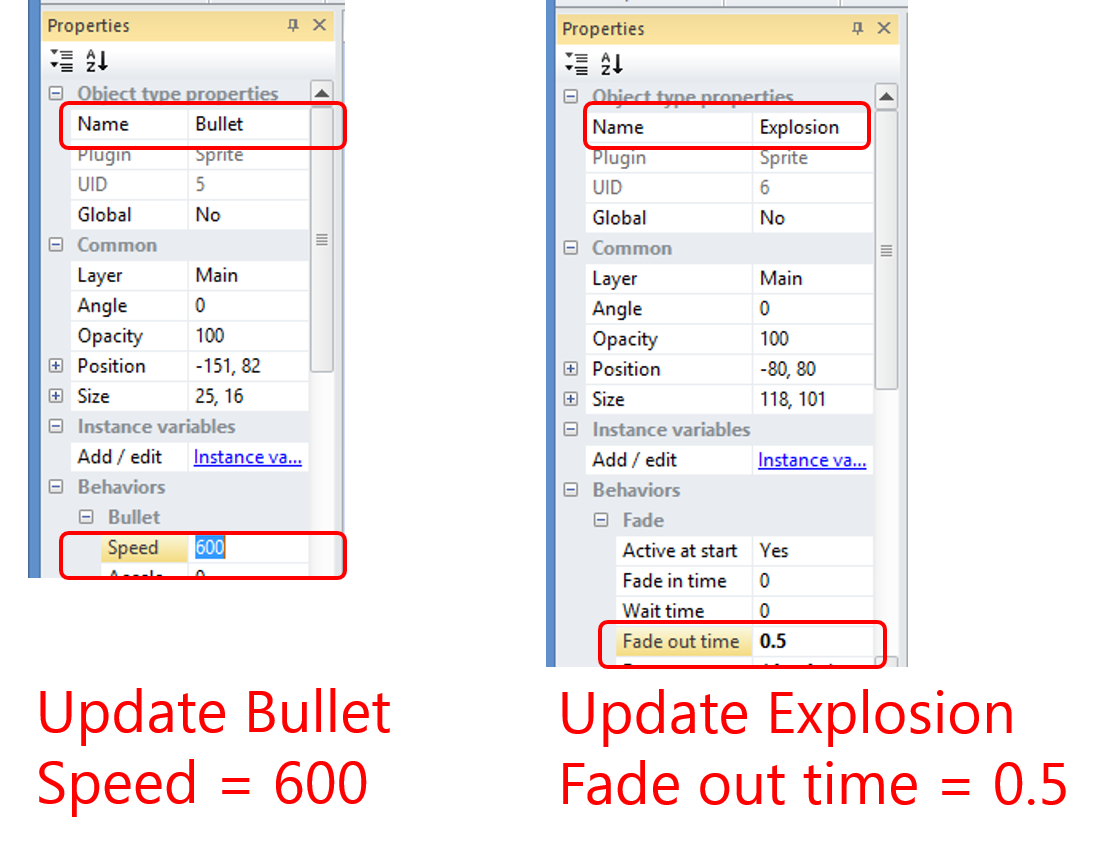 Properties
Object type properties
Name Bullet
Plugin Sprite
UID 5
Global No
Common
Layer Main
Angle 0
Opacity 100
Position -151, 82
Size 25, 16
Instance variables
Add / edit Instance va...
Behaviors
Bullet
Speed 600
Update Bullet
Speed = 600
Properties
Object type properties
Name Explosion
Plugin Sprite
UID 6
Global No
Common
Layer Main
Angle 0
Opacity 100
Position -80, 80
Size 118, 101
Instance variables
Add / edit Instance va...
Behaviors
Fade
Active at start Yes
Fade in time 0
Wait time 0
Fade out time 0.5
Update Explosion
Fade out time = 0.5